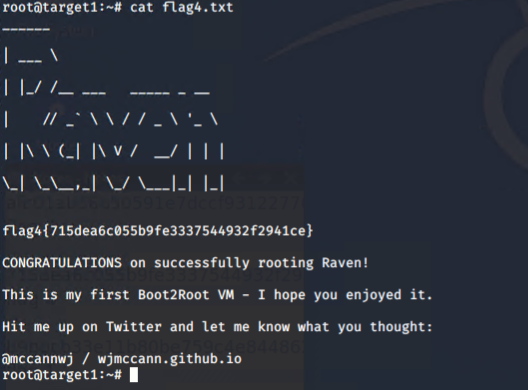 root@target1:~# cat flag4.txt
______
| ___ \
| |_/ /__ ___   _____ _ __
|    // _` \ \ / / _ \ '_ \
| |\ \ (_| |\ V /  __/ | | |
\_| \_\__,_| \_/ \___|_| |_|
flag4{715dea6c055b9fe3337544932f2941ce}
CONGRATULATIONS on successfully rooting Raven!
This is my first Boot2Root VM - I hope you enjoyed it.
Hit me up on Twitter and let me know what you thought:
@mccannwj / wjmccann.github.io
root@target1:~#